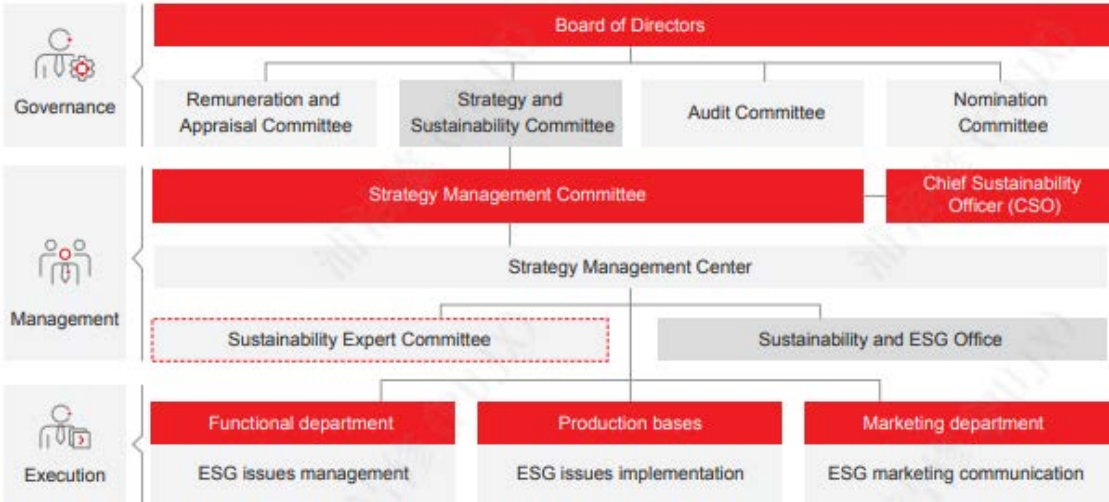 Board of Directors
Governance
Remuneration and
Appraisal Committee
Strategy and
Sustainability Committee
Audit Committee
Nomination
Committee
Strategy Management Committee
Chief Sustainability
Officer (CSO)
Strategy Management Center
Management
Sustainability Expert Committee
Sustainability and ESG Office
Functional department
Production bases
Marketing department
Execution
ESG issues management
ESG issues implementation
ESG marketing communication